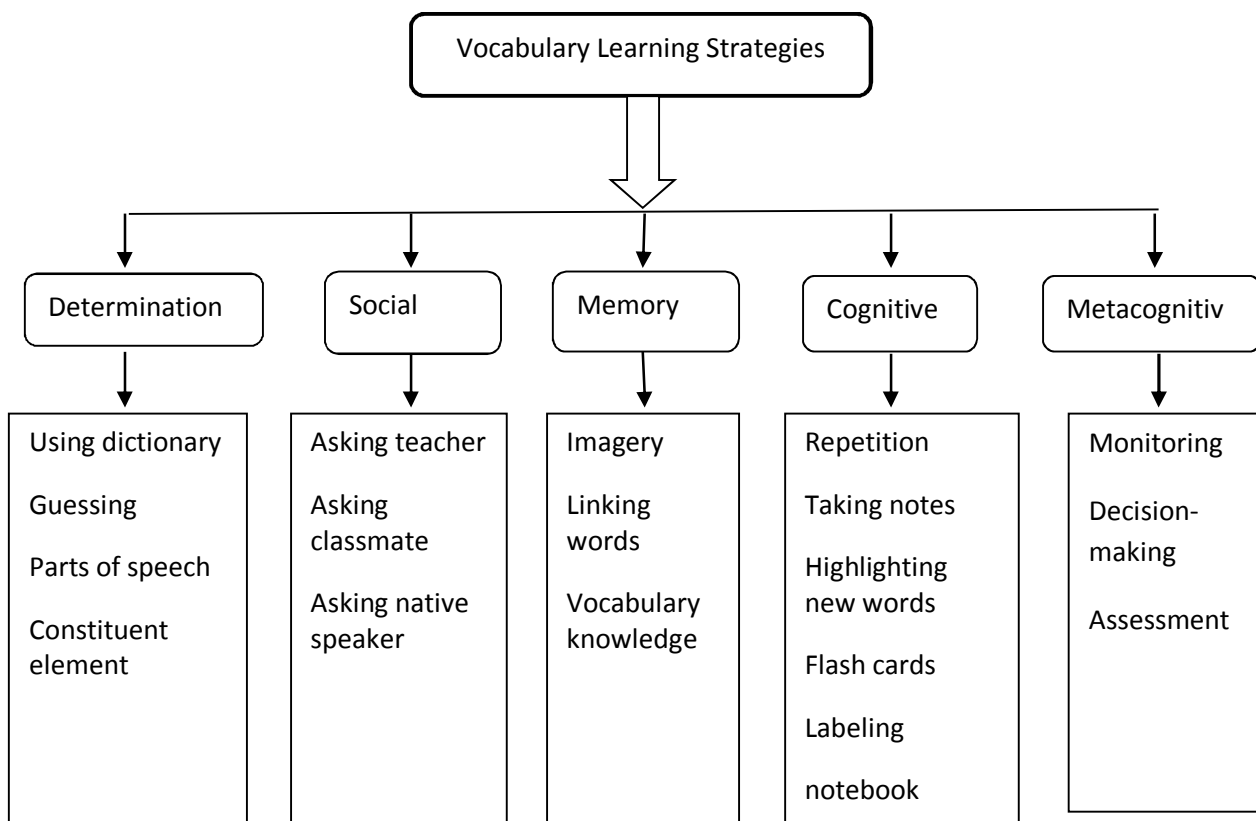 Vocabulary Learning Strategies
Determination
Social
Memory
Cognitive
Metacognitiv
Using dictionary
Guessing
Parts of speech
Constituent
element
Asking teacher
Asking
classmate
Asking native
speaker
Imagery
Linking
words
Vocabulary
knowledge
Repetition
Taking notes
Highlighting
new words
Flash cards
Labeling
notebook
Monitoring
Decision-
making
Assessment